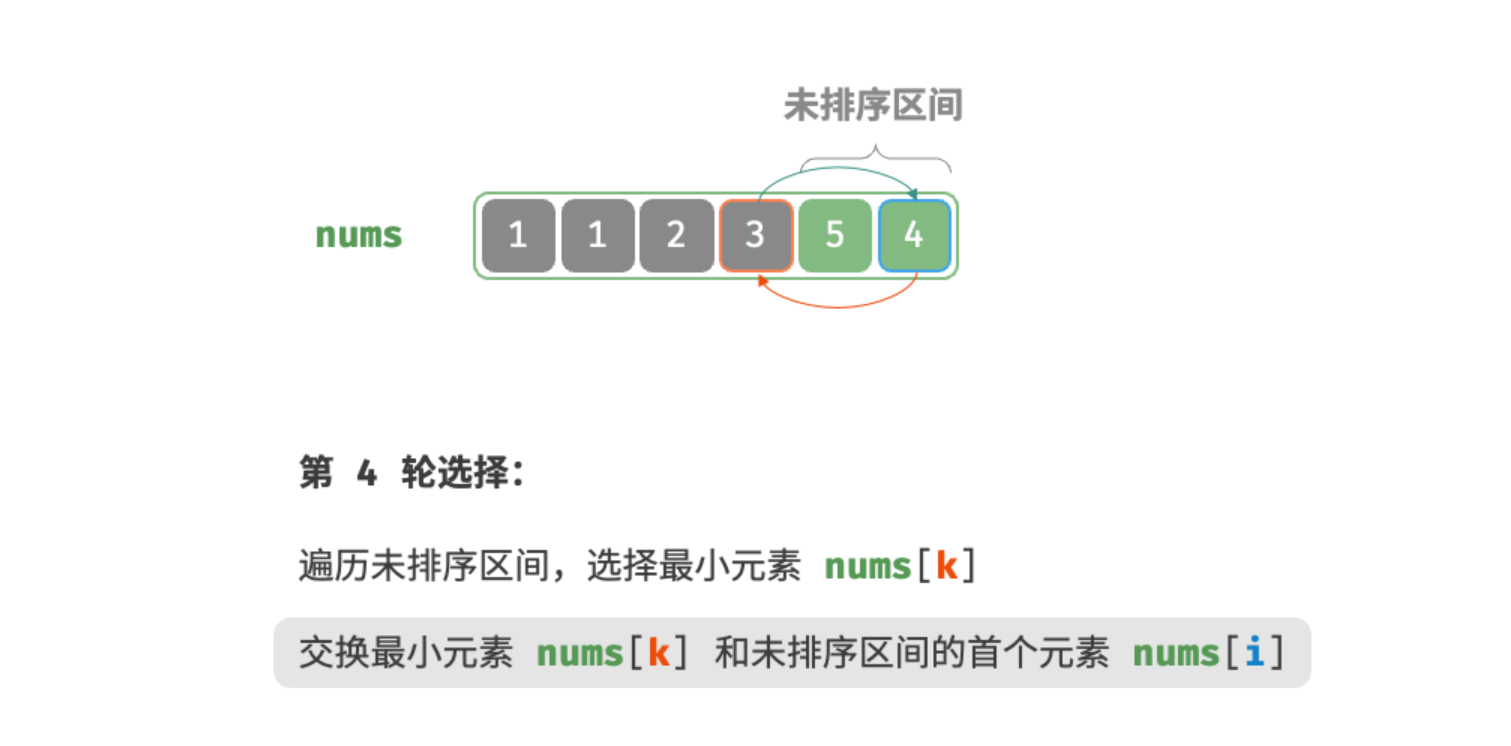 未排序区间
nums 1 1 2 3 5 4
第 4 轮选择：
遍历未排序区间，选择最小元素 nums[k]
交换最小元素 nums[k] 和未排序区间的首个元素 nums[i]